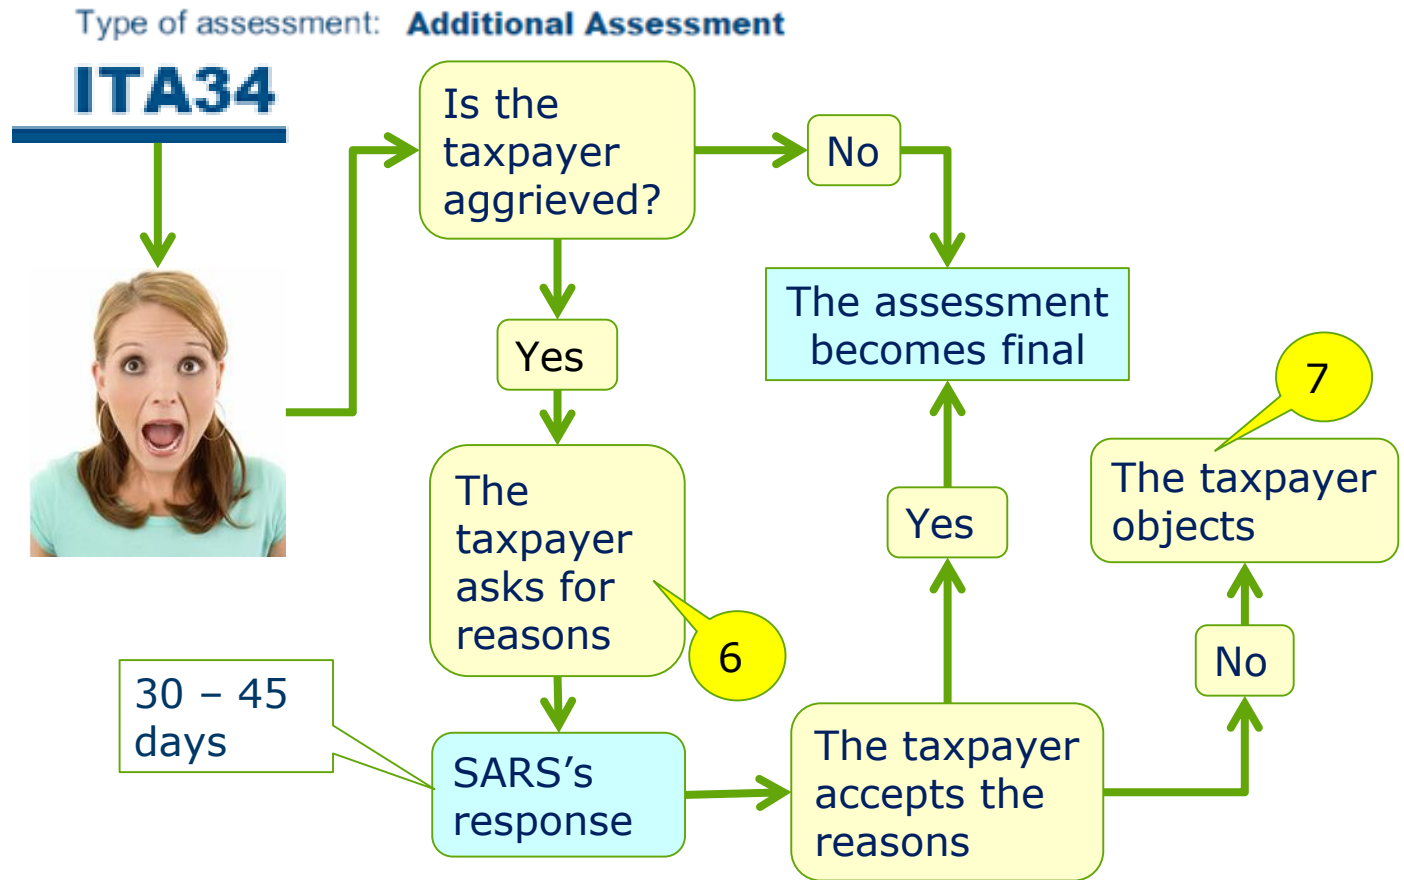 Type of assessment: Additional Assessment
ITA34
Is the
taxpayer
aggrieved?
No
The assessment
becomes final
Yes
The
taxpayer
asks for
reasons
6
30 – 45
days
SARS’s
response
The taxpayer
accepts the
reasons
Yes
No
The taxpayer
objects
7